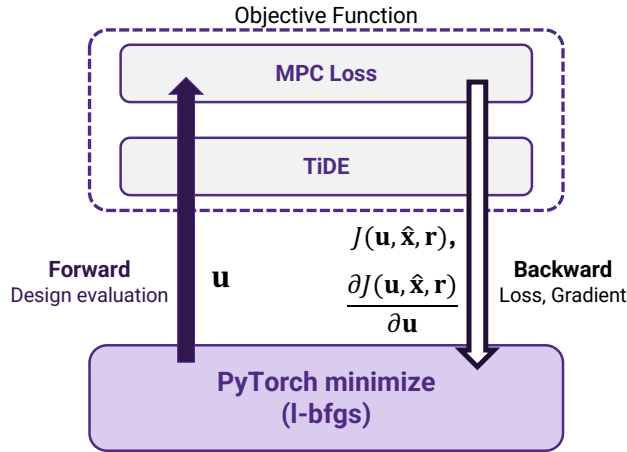 Objective Function
MPC Loss
TiDE
Forward
Design evaluation
u
J(u, x̂, r),
∂J(u, x̂, r)
∂u
Backward
Loss, Gradient
PyTorch minimize
(l-bfgs)